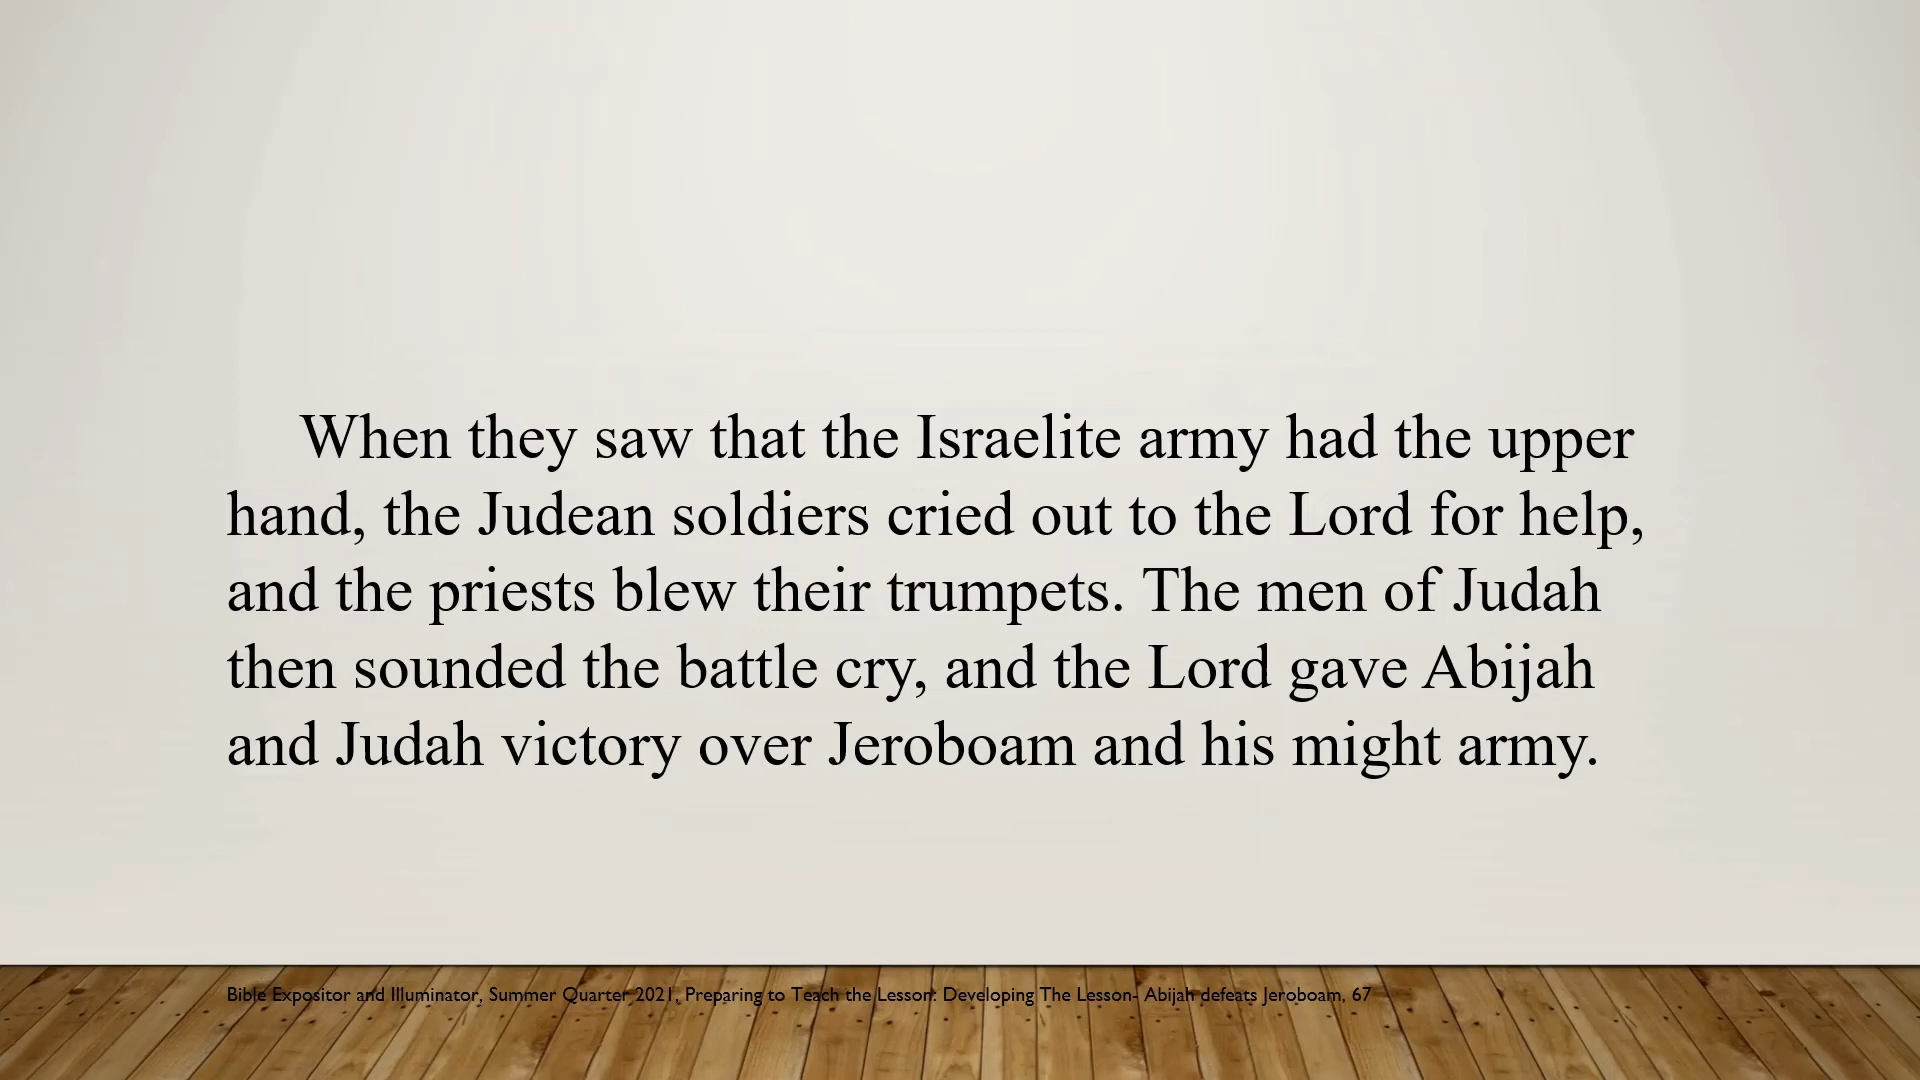 When they saw that the Israelite army had the upper
hand, the Judean soldiers cried out to the Lord for help,
and the priests blew their trumpets. The men of Judah
then sounded the battle cry, and the Lord gave Abijah
and Judah victory over Jeroboam and his might army.
Bible Expositor and Illuminator, Summer Quarter 2021, Preparing to Teach the Lesson: Developing The Lesson- Abijah defeats Jeroboam, 67